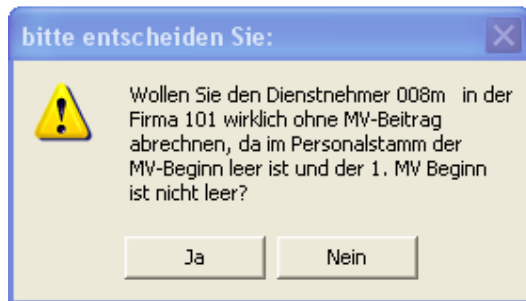 bitte entscheiden Sie:
Wollen Sie den Dienstnehmer 008m in der
Firma 101 wirklich ohne MV-Beitrag
abrechnen, da im Personalstamm der
MV-Beginn leer ist und der 1. MV Beginn
ist nicht leer?
Ja
Nein